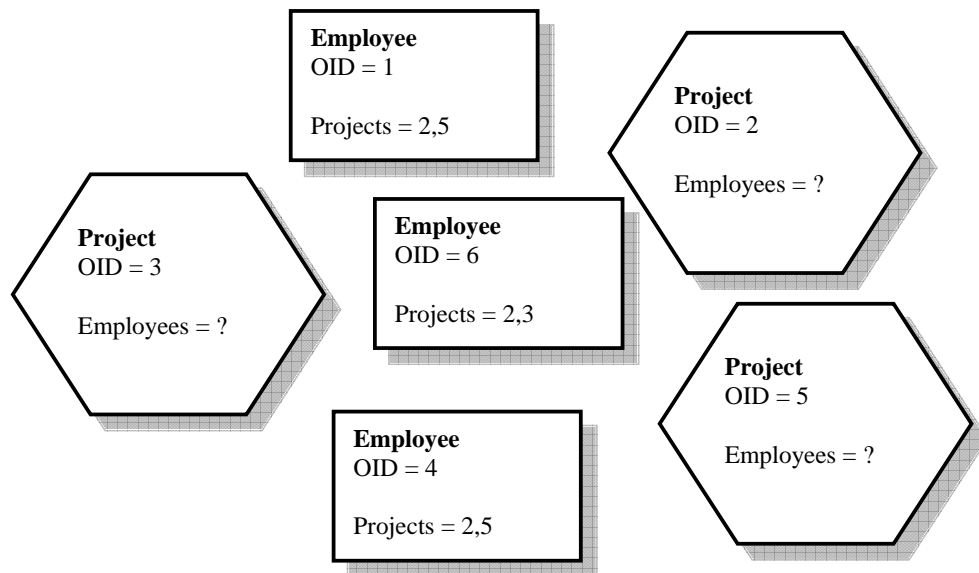 Employee
OID = 1
Projects = 2,5
Project
OID = 2
Employees = ?
Project
OID = 3
Employees = ?
Employee
OID = 6
Projects = 2,3
Project
OID = 5
Employees = ?
Employee
OID = 4
Projects = 2,5